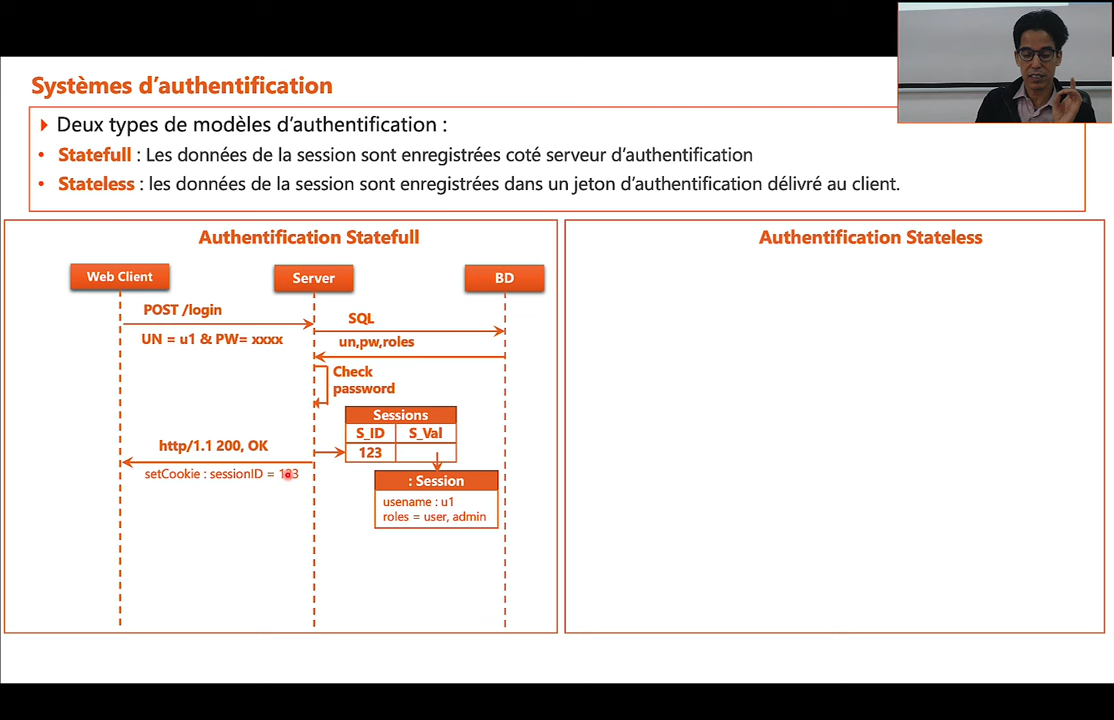 Systèmes d’authentification
Deux types de modèles d’authentification :
• Statefull : Les données de la session sont enregistrées coté serveur d’authentification
• Stateless : les données de la session sont enregistrées dans un jeton d’authentification délivré au client.
Authentification Statefull
Web Client
Server
BD
POST /login
UN = u1 & PW= xxxx
SQL
un,pw,roles
Check
password
Sessions
S_ID S_Val
123
http/1.1 200, OK
setCookie : sessionID = 123
: Session
usename : u1
roles = user, admin
Authentification Stateless